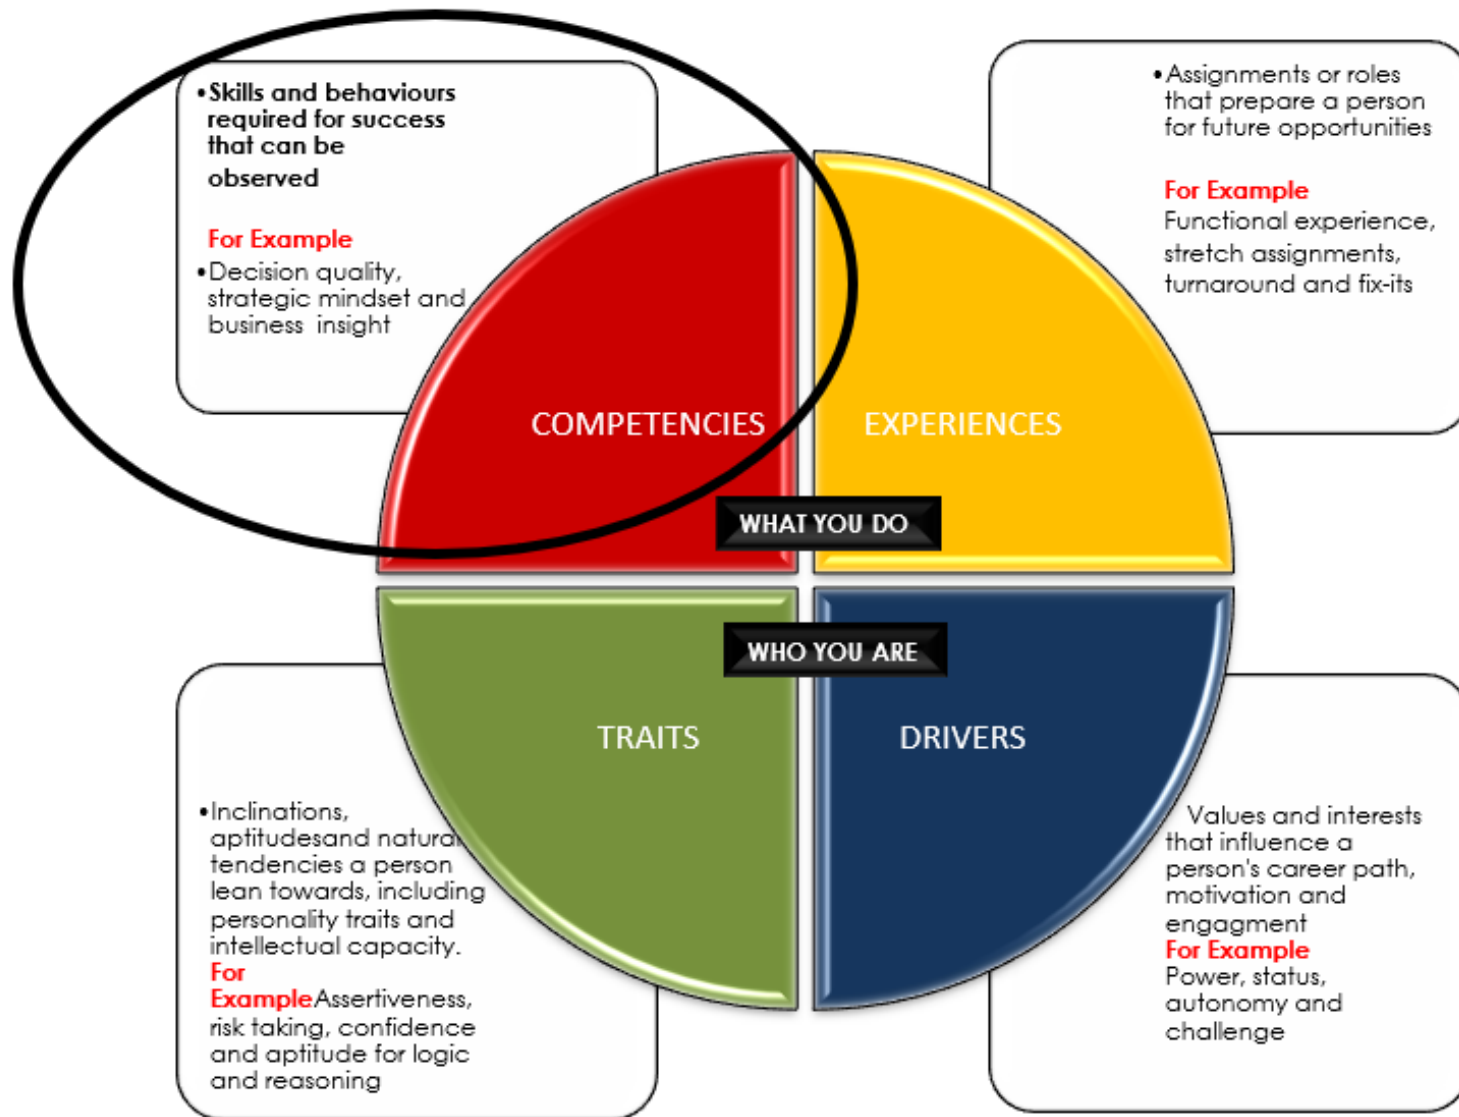 •Skills and behaviours
required for success
that can be
observed
For Example
•Decision quality,
strategic mindset and
business insight
•Assignments or roles
that prepare a person
for future opportunities
For Example
Functional experience,
stretch assignments,
turnaround and fix-its
COMPETENCIES
EXPERIENCES
WHAT YOU DO
WHO YOU ARE
TRAITS
DRIVERS
•Inclinations,
aptitudesand natural
tendencies a person
lean towards, including
personality traits and
intellectual capacity.
For
ExampleAssertiveness,
risk taking, confidence
and aptitude for logic
and reasoning
Values and interests
that influence a
person's career path,
motivation and
engagment
For Example
Power, status,
autonomy and
challenge